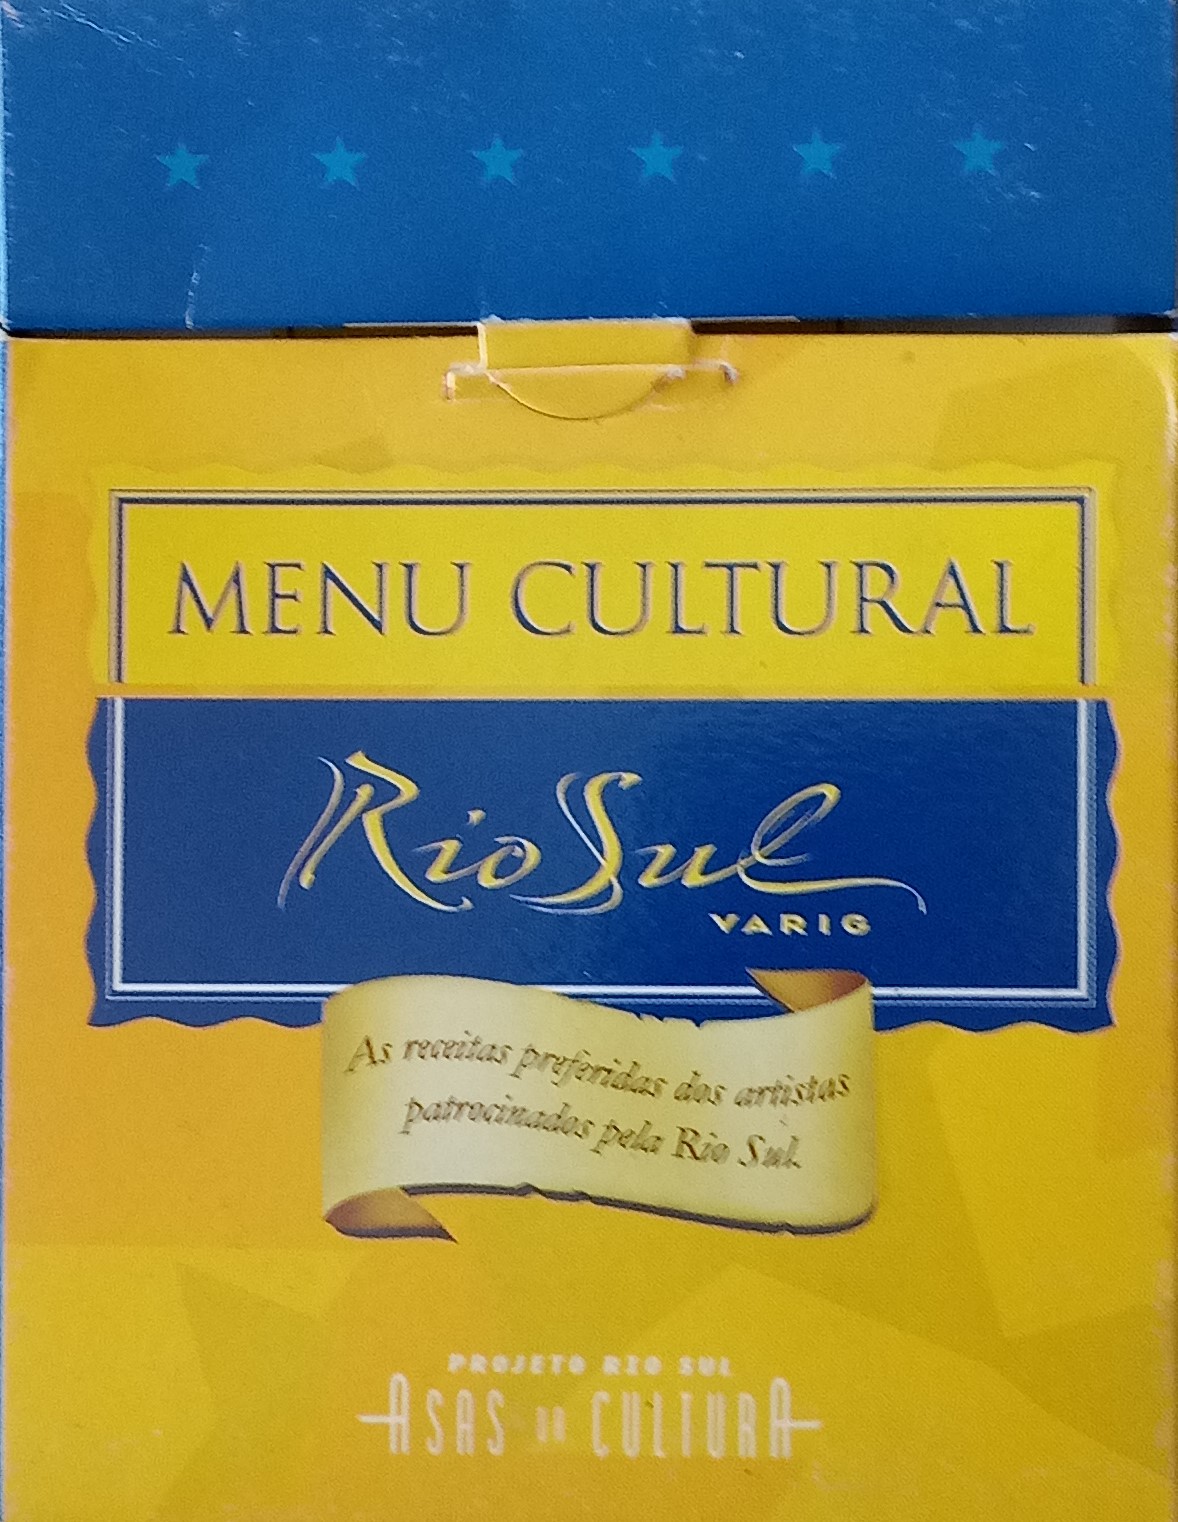 MENU CULTURAL
Rio Sul
VARIG
As receitas preferidas dos artistas
patrocinados pela Rio Sul.
PROJETO RIO SUL
ASAS DA CULTURA